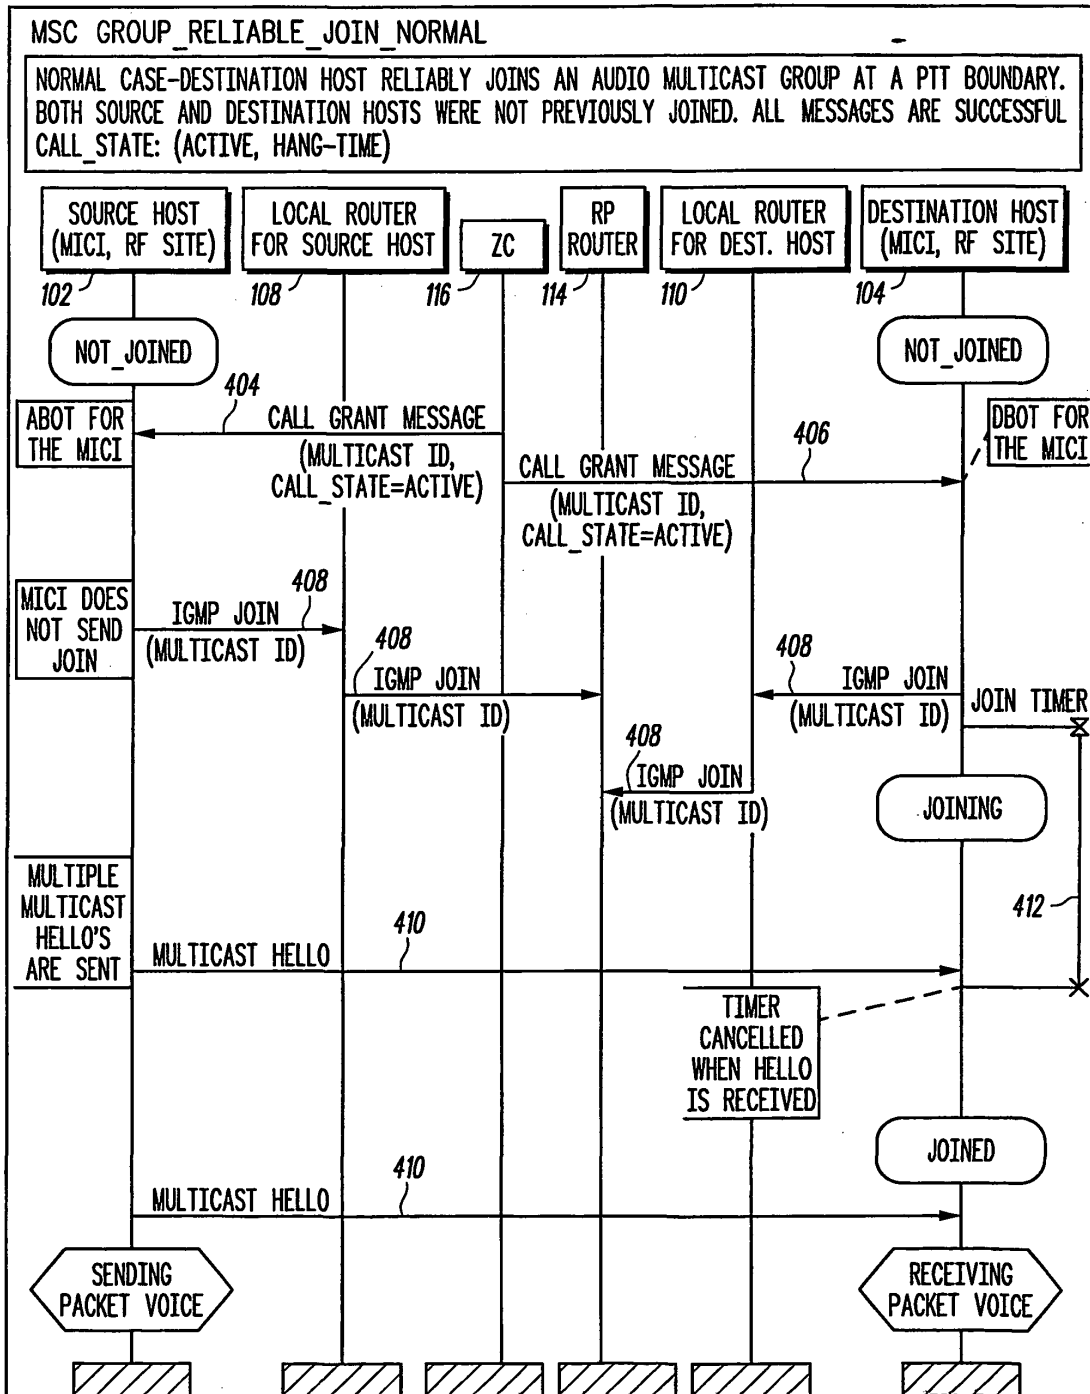 MSC GROUP_RELIABLE_JOIN_NORMAL
NORMAL CASE-DESTINATION HOST RELIABLY JOINS AN AUDIO MULTICAST GROUP AT A PTT BOUNDARY.
BOTH SOURCE AND DESTINATION HOSTS WERE NOT PREVIOUSLY JOINED. ALL MESSAGES ARE SUCCESSFUL
CALL_STATE: (ACTIVE, HANG-TIME)
SOURCE HOST
(MICI, RF SITE)
LOCAL ROUTER
FOR SOURCE HOST
ZC
RP
ROUTER
LOCAL ROUTER
FOR DEST. HOST
DESTINATION HOST
(MICI, RF SITE)
102
108
116
114
110
104
NOT_JOINED
NOT_JOINED
404
ABOT FOR
THE MICI
CALL GRANT MESSAGE
(MULTICAST ID,
CALL_STATE=ACTIVE)
406
DBOT FOR
THE MICI
CALL GRANT MESSAGE
(MULTICAST ID,
CALL_STATE=ACTIVE)
MICI DOES
NOT SEND
JOIN
408
IGMP JOIN
(MULTICAST ID)
408
IGMP JOIN
(MULTICAST ID)
408
IGMP JOIN
(MULTICAST ID)
JOIN TIMER
408
IGMP JOIN
(MULTICAST ID)
JOINING
412
MULTIPLE
MULTICAST
HELLO'S
ARE SENT
MULTICAST HELLO
410
TIMER
CANCELLED
WHEN HELLO
IS RECEIVED
JOINED
MULTICAST HELLO
410
SENDING
PACKET VOICE
RECEIVING
PACKET VOICE